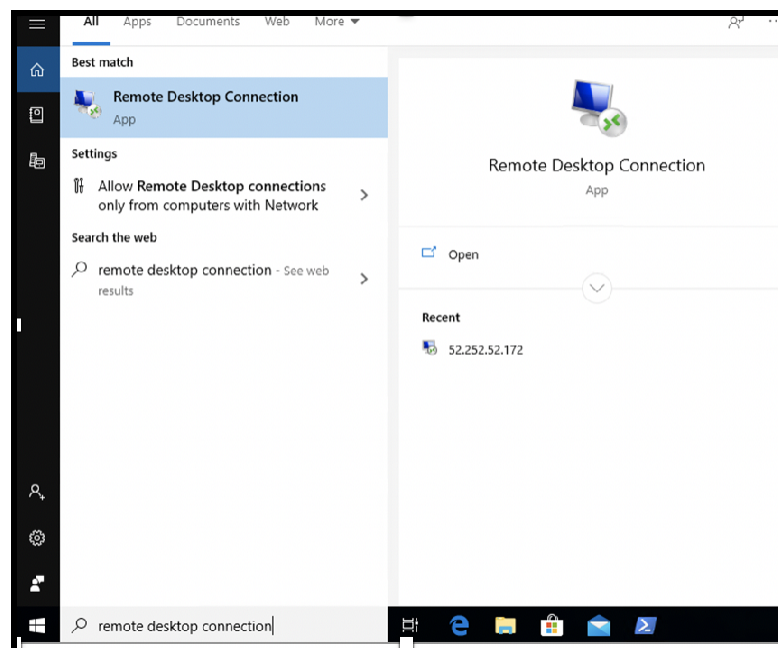 All Apps Documents Web More
Best match
Remote Desktop Connection
App
Settings
Allow Remote Desktop connections
only from computers with Network
Search the web
remote desktop connection - See web
results
Remote Desktop Connection
App
Open
Recent
52.252.52.172
remote desktop connection